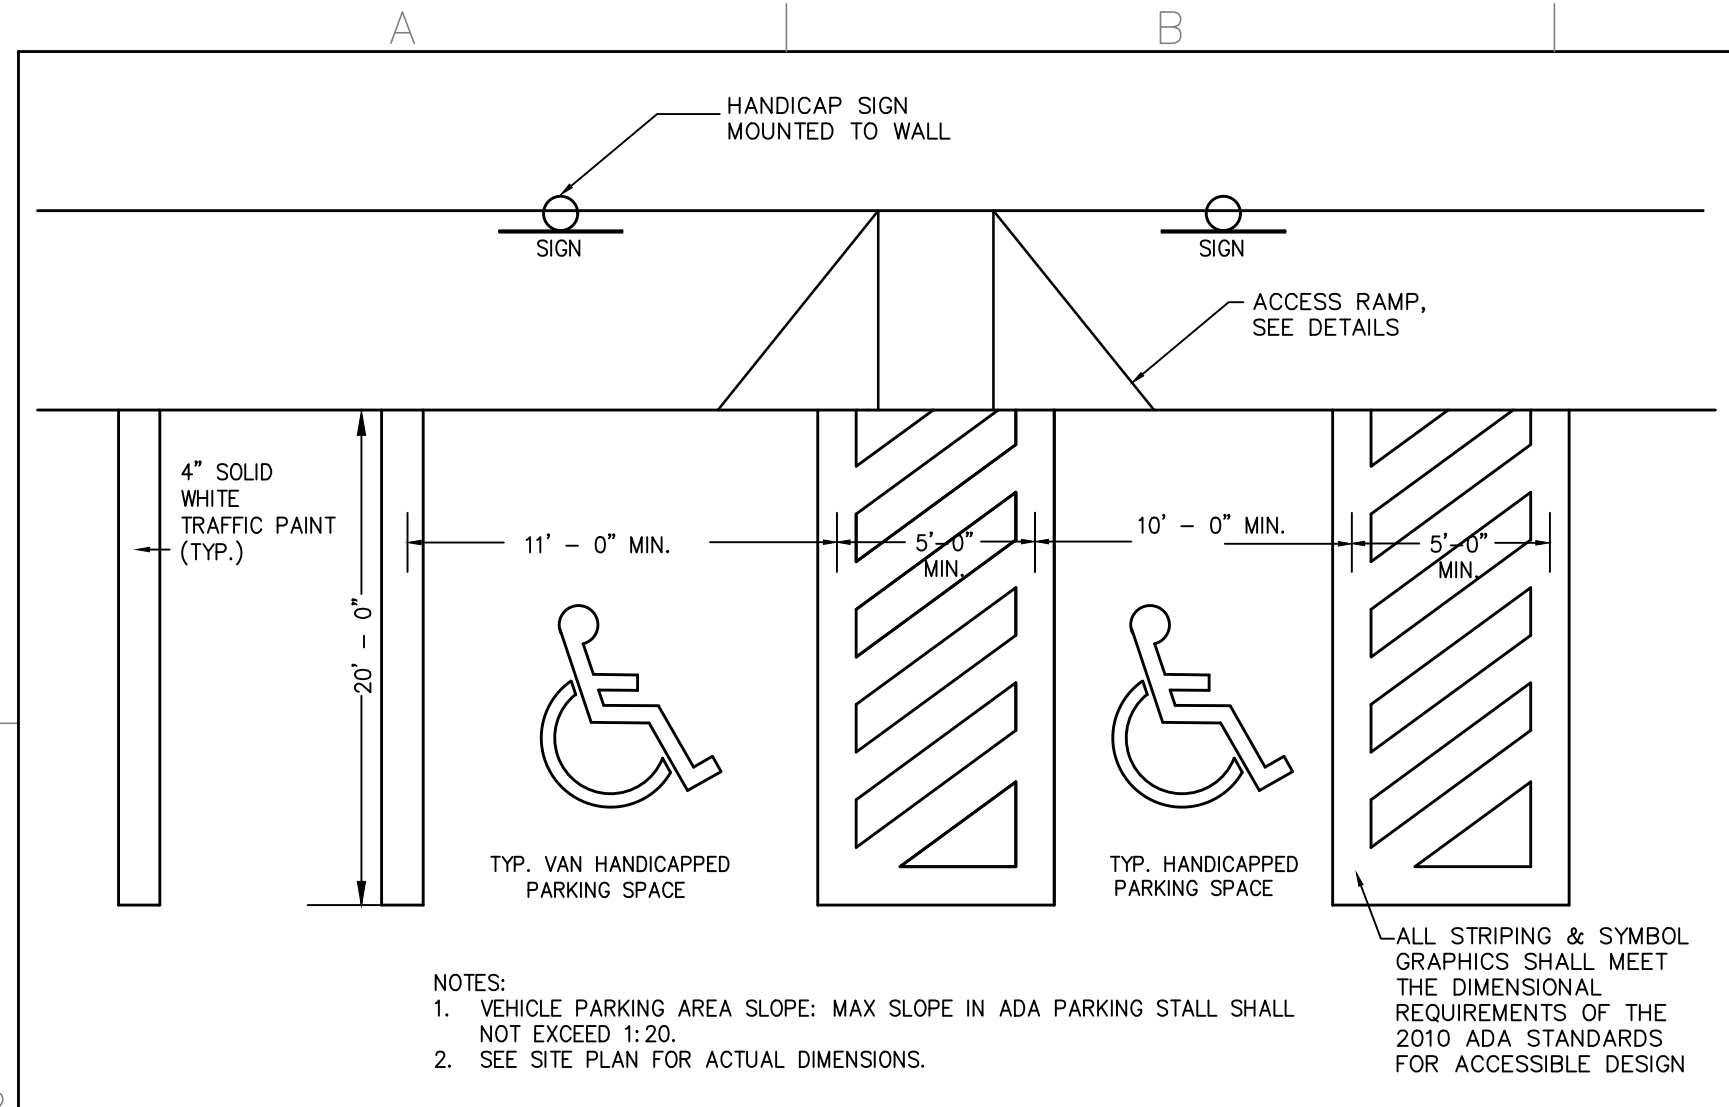 A
B
HANDICAP SIGN
MOUNTED TO WALL
SIGN
SIGN
ACCESS RAMP,
SEE DETAILS
4" SOLID
WHITE
TRAFFIC PAINT
(TYP.)
20' - 0"
11' - 0" MIN.
5'-0"
MIN.
10' - 0" MIN.
5'-0"
MIN.
TYP. VAN HANDICAPPED
PARKING SPACE
TYP. HANDICAPPED
PARKING SPACE
ALL STRIPING & SYMBOL
GRAPHICS SHALL MEET
THE DIMENSIONAL
REQUIREMENTS OF THE
2010 ADA STANDARDS
FOR ACCESSIBLE DESIGN
NOTES:
1. VEHICLE PARKING AREA SLOPE: MAX SLOPE IN ADA PARKING STALL SHALL
NOT EXCEED 1:20.
2. SEE SITE PLAN FOR ACTUAL DIMENSIONS.